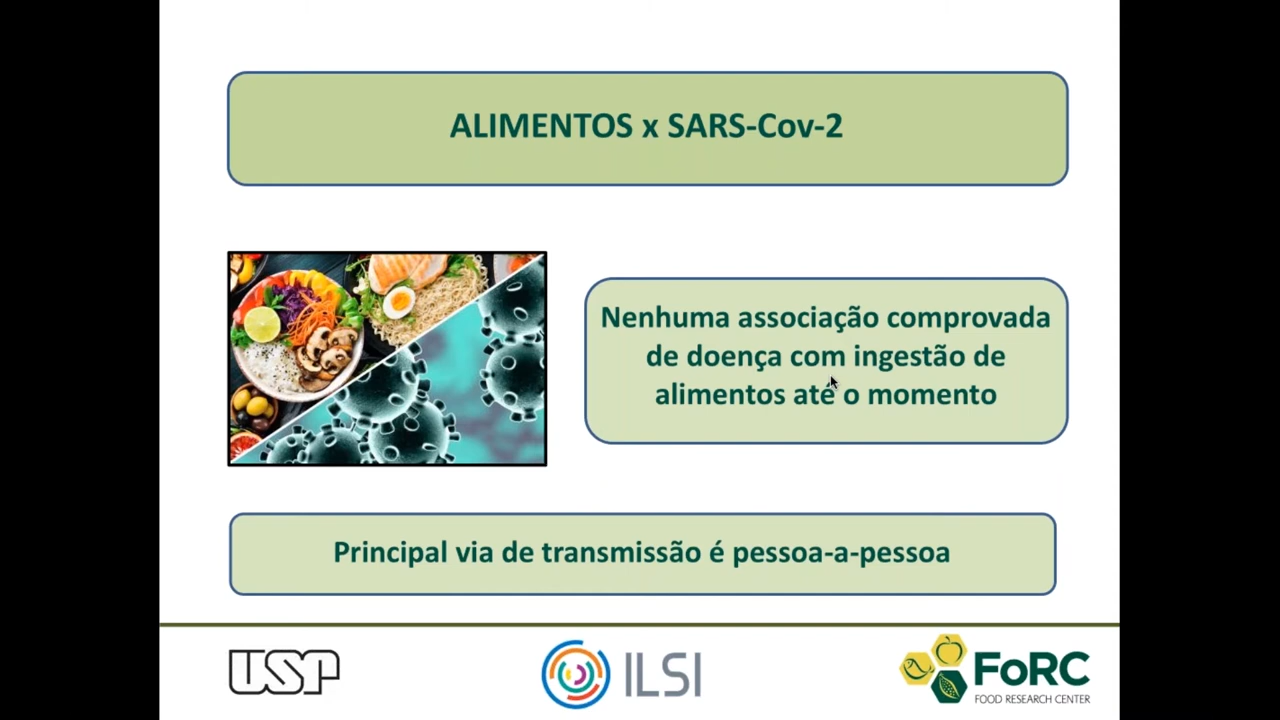 ALIMENTOS x SARS-Cov-2
Nenhuma associação comprovada
de doença com ingestão de
alimentos até o momento
Principal via de transmissão é pessoa-a-pessoa
USP
ILSI
FoRC
FOOD RESEARCH CENTER